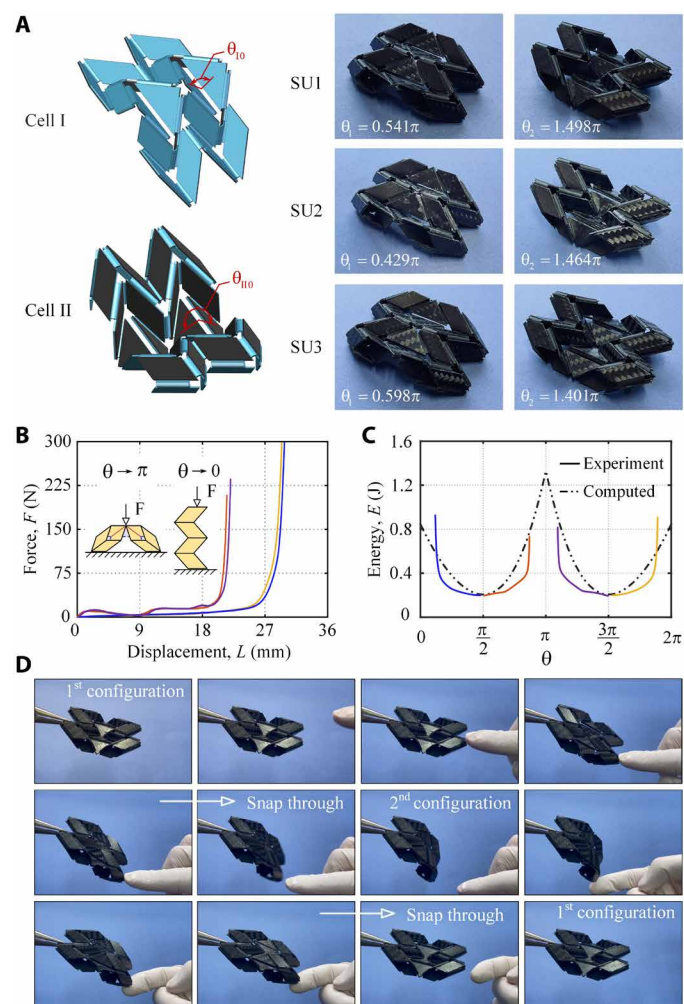 A
Cell I
θI0
Cell II
θII0
SU1
θ1 = 0.541π
θ2 = 1.498π
SU2
θ1 = 0.429π
θ2 = 1.464π
SU3
θ1 = 0.598π
θ2 = 1.401π
B
300
225
150
75
0
Force, F (N)
θ → π
θ → 0
F
F
0 9 18 27 36
Displacement, L (mm)
C
1.6
1.2
0.8
0.4
0
Energy, E (J)
Experiment
Computed
0 π/2 π 3π/2 2π
θ
D
1st configuration
Snap through
2nd configuration
Snap through
1st configuration